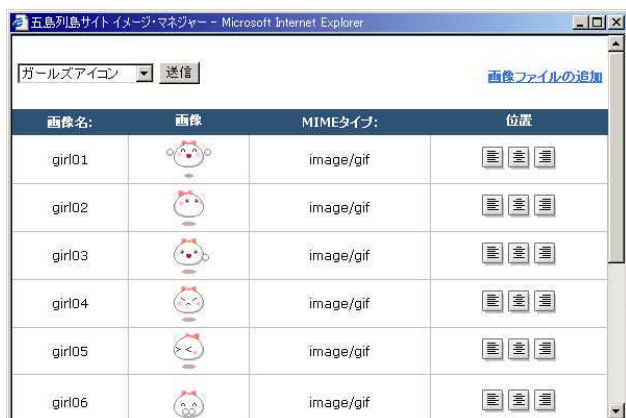 五島列島サイト イメージ・マネジャー - Microsoft Internet Explorer
ガールズアイコン 送信 画像ファイルの追加
画像名: 画像 MIMEタイプ: 位置
girl01 image/gif
girl02 image/gif
girl03 image/gif
girl04 image/gif
girl05 image/gif
girl06 image/gif